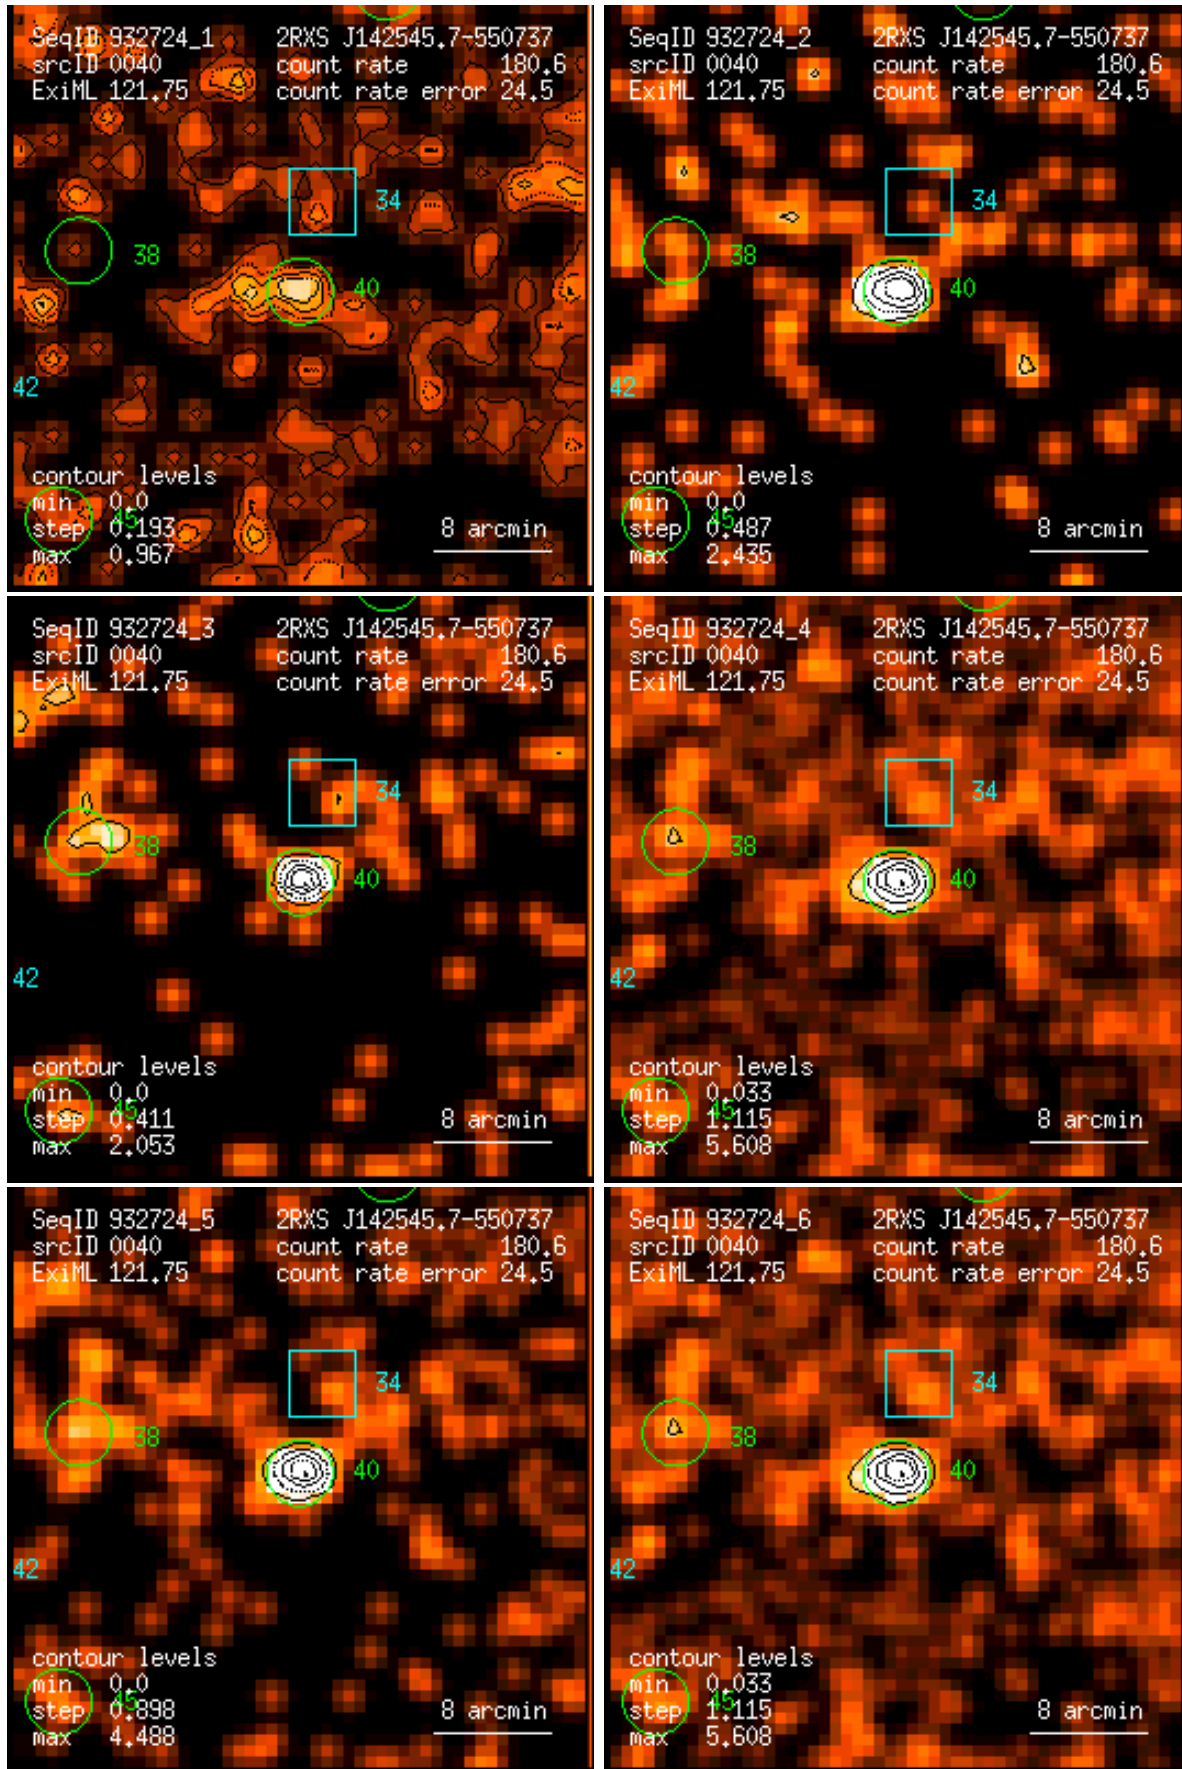 SeqID 932724_1 2RXS J142545.7-550737
srcID 0040 count rate 180.6
ExiML 121.75 count rate error 24.5
34
38
40
42
contour levels
min 0.0
45
step 0.193 8 arcmin
max 0.967
SeqID 932724_2 2RXS J142545.7-550737
srcID 0040 count rate 180.6
ExiML 121.75 count rate error 24.5
34
38
40
42
contour levels
min 0.0
45
step 0.487 8 arcmin
max 2.435
SeqID 932724_3 2RXS J142545.7-550737
srcID 0040 count rate 180.6
ExiML 121.75 count rate error 24.5
34
38
40
42
contour levels
min 0.0
45
step 0.411 8 arcmin
max 2.053
SeqID 932724_4 2RXS J142545.7-550737
srcID 0040 count rate 180.6
ExiML 121.75 count rate error 24.5
34
38
40
42
contour levels
min 0.033
45
step 1.115 8 arcmin
max 5.608
SeqID 932724_5 2RXS J142545.7-550737
srcID 0040 count rate 180.6
ExiML 121.75 count rate error 24.5
34
38
40
42
contour levels
min 0.0
45
step 0.898 8 arcmin
max 4.488
SeqID 932724_6 2RXS J142545.7-550737
srcID 0040 count rate 180.6
ExiML 121.75 count rate error 24.5
34
38
40
42
contour levels
min 0.033
45
step 1.115 8 arcmin
max 5.608